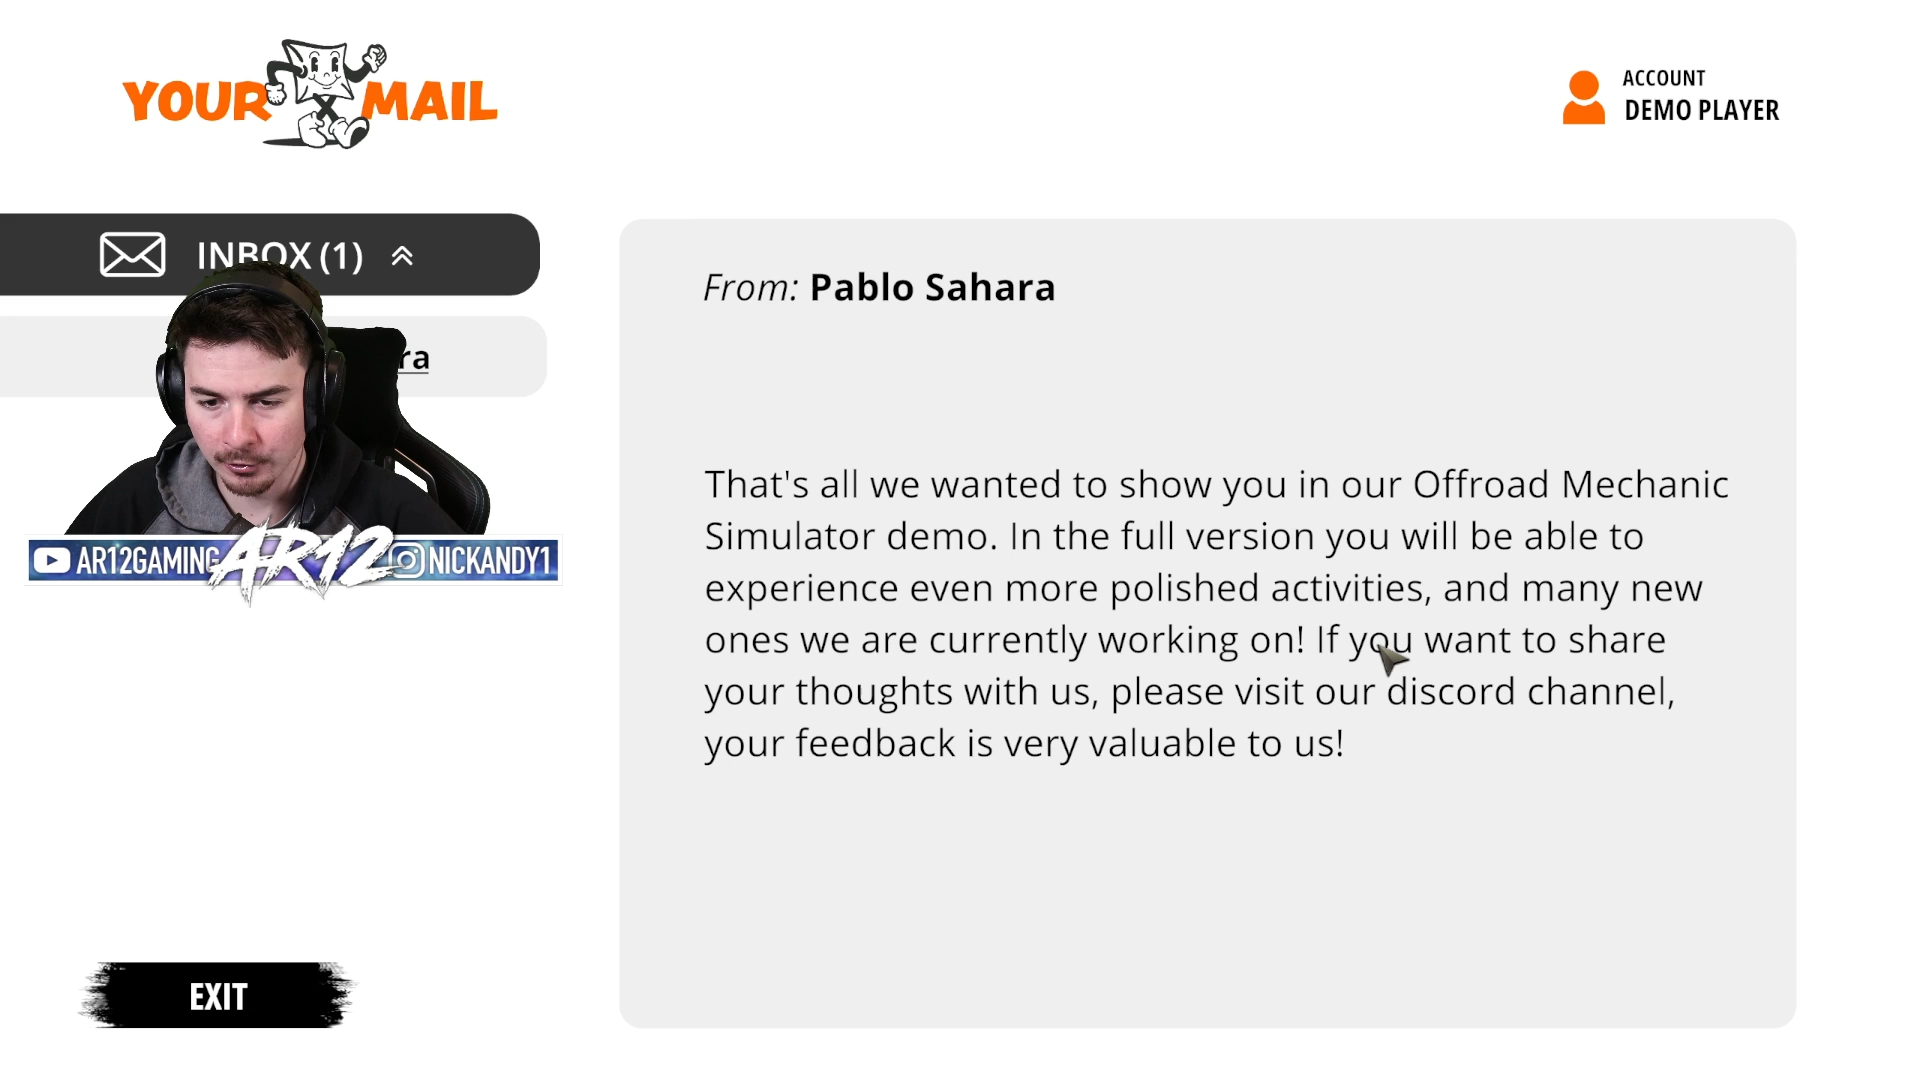 YOUR MAIL
ACCOUNT
DEMO PLAYER
INBOX (1)
From: Pablo Sahara
ra
That's all we wanted to show you in our Offroad Mechanic
Simulator demo. In the full version you will be able to
experience even more polished activities, and many new
ones we are currently working on! If you want to share
your thoughts with us, please visit our discord channel,
your feedback is very valuable to us!
AR12GAMING AR12 NICKANDY1
EXIT